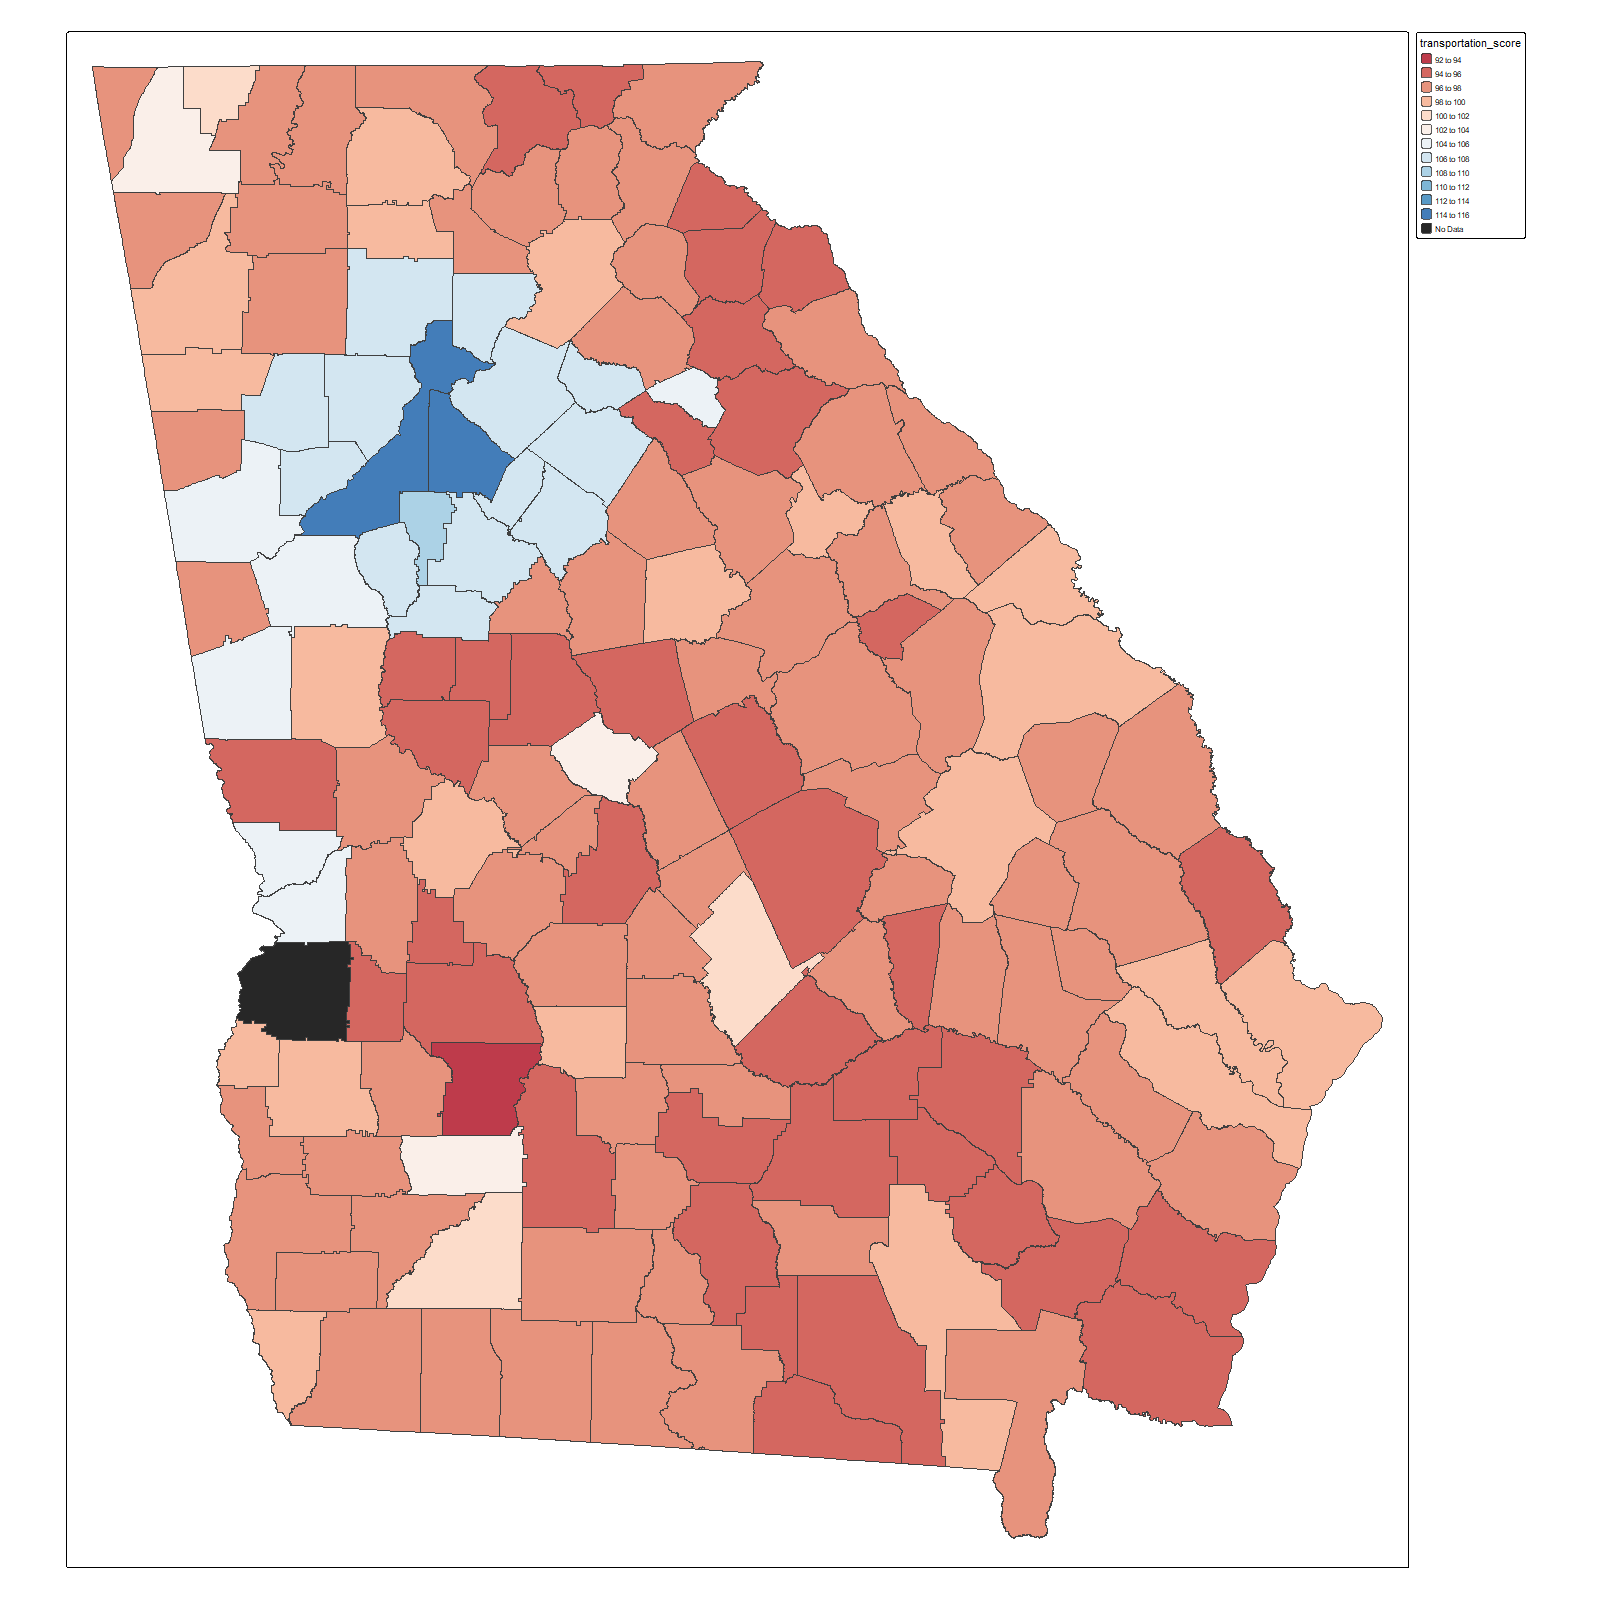 transportation_score
92 to 94
94 to 96
96 to 98
98 to 100
100 to 102
102 to 104
104 to 106
106 to 108
108 to 110
110 to 112
112 to 114
114 to 116
No Data